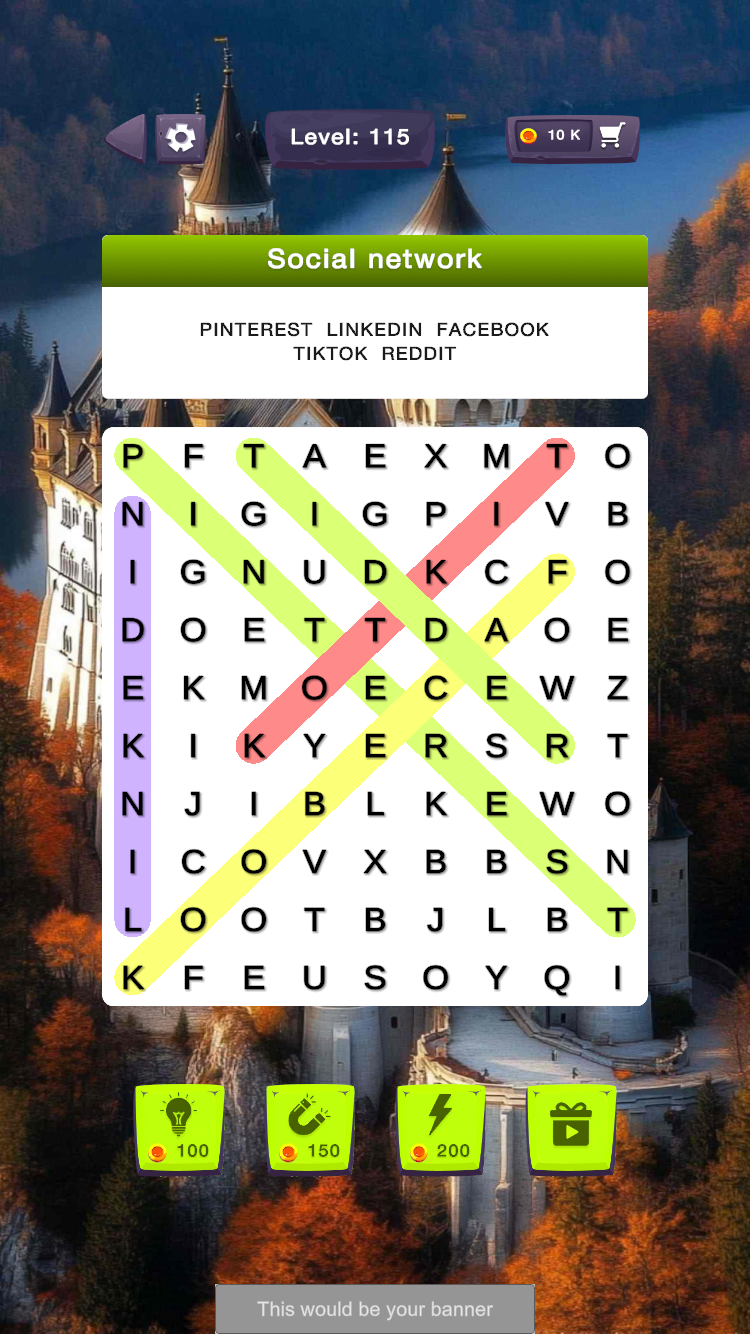 Level: 115
10 K
Social network
PINTEREST LINKEDIN FACEBOOK
TIKTOK REDDIT
P F T A E X M T O
N I G I G P I V B
I G N U D K C F O
D O E T T D A O E
E K M O E C E W Z
K I K Y E R S R T
N J I B L K E W O
I C O V X B B S N
L O O T B J L B T
K F E U S O Y Q I
100 150 200
This would be your banner